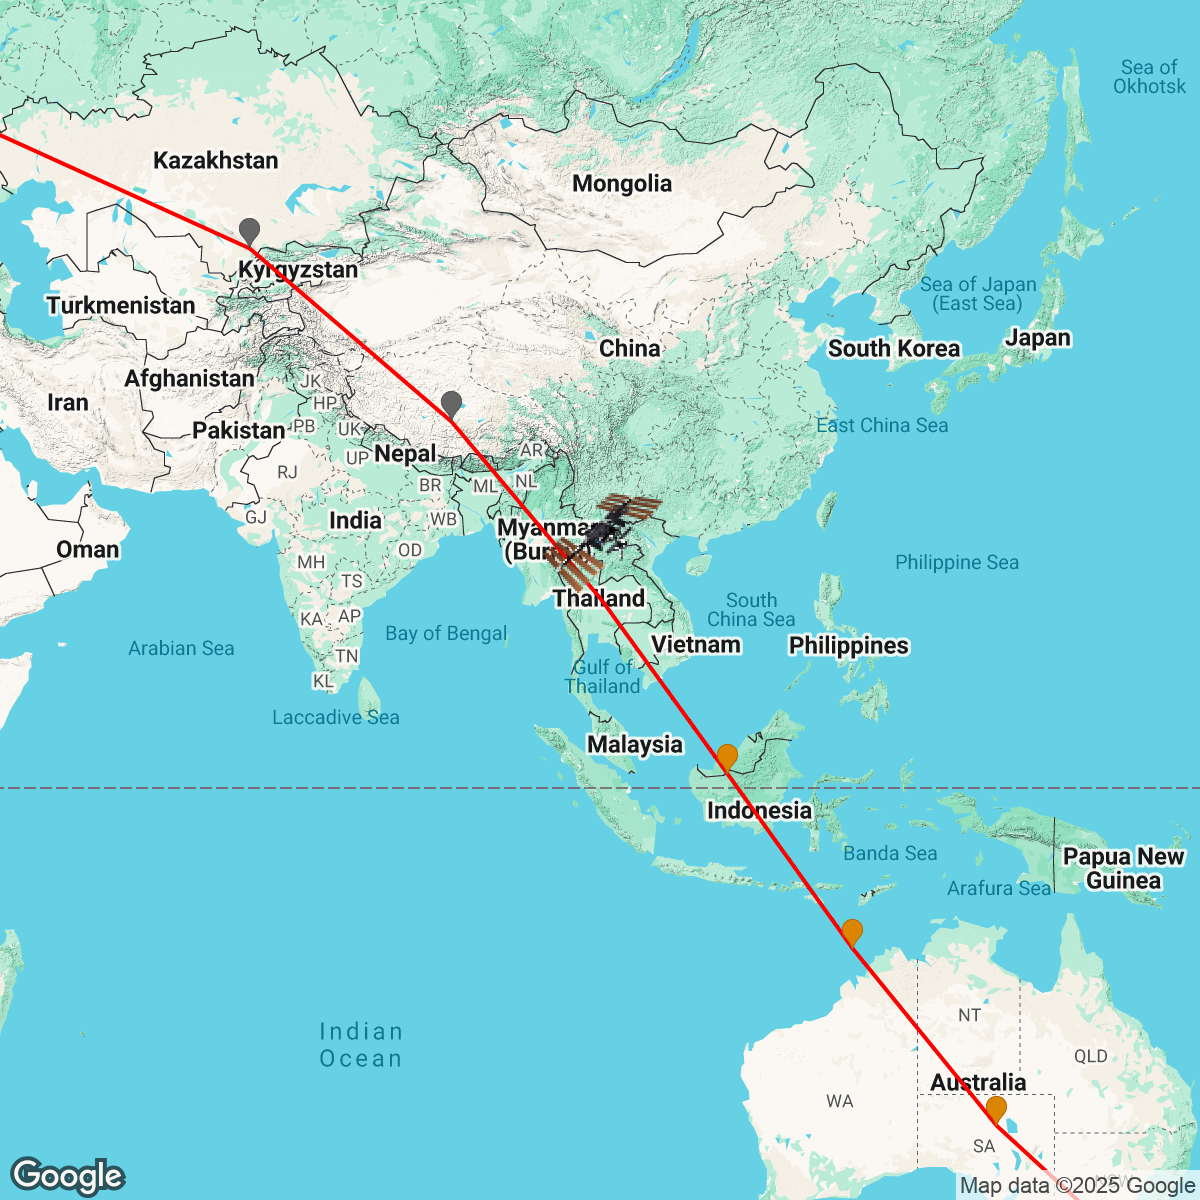 Sea of
Okhotsk
Kazakhstan
Mongolia
Kyrgyzstan
Sea of Japan
(East Sea)
Turkmenistan
Japan
China
South Korea
Afghanistan
JK
Iran
HP
PB
UK
East China Sea
Pakistan
Nepal
AR
UP
RJ
BR
ML
NL
GJ
WB
India
Myanmar
Oman
OD
(Bur
MH
Philippine Sea
TS
Thailand
South
China Sea
KA
AP
Bay of Bengal
Arabian Sea
TN
Vietnam
Philippines
Gulf of
Thailand
KL
Laccadive Sea
Malaysia
Indonesia
Banda Sea
Papua New
Guinea
Arafura Sea
NT
Indian
Ocean
QLD
Australia
WA
SA
NSW
Google
Map data ©2025 Google